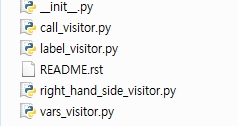 __init__.py
call_visitor.py
label_visitor.py
README.rst
right_hand_side_visitor.py
vars_visitor.py